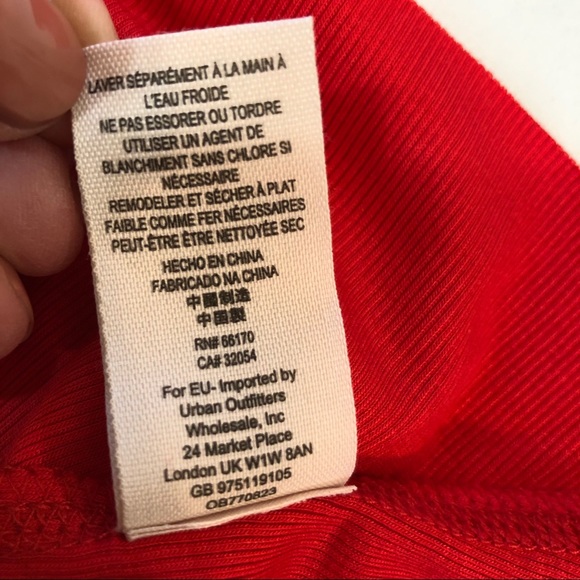 LAVER SÉPARÉMENT À LA MAIN À
L'EAU FROIDE
NE PAS ESSORER OU TORDRE
UTILISER UN AGENT DE
BLANCHIMENT SANS CHLORE SI
NÉCESSAIRE
REMODELER ET SÉCHER À PLAT
FAIBLE COMME FER NÉCESSAIRES
PEUT-ÊTRE ÊTRE NETTOYÉE SEC
HECHO EN CHINA
FABRICADO NA CHINA
中國制造
中国製
RN# 66170
CA# 32054
For EU- Imported by
Urban Outfitters
Wholesale, Inc
24 Market Place
London UK W1W 8AN
GB 975119105
OB770823